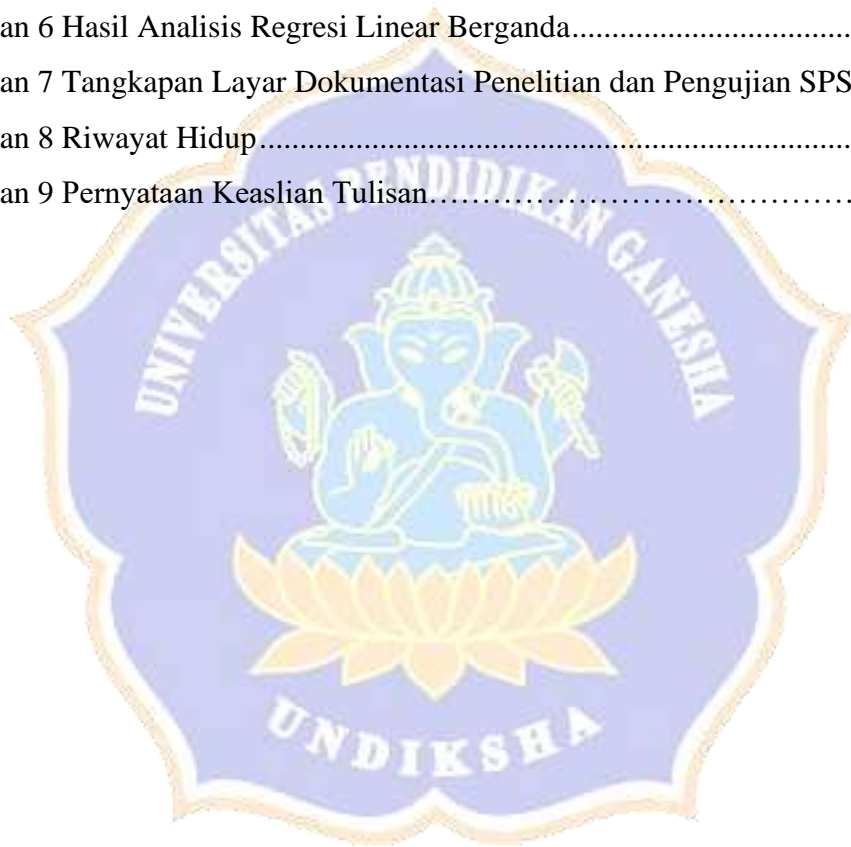 an 6 Hasil Analisis Regresi Linear Berganda...................................
an 7 Tangkapan Layar Dokumentasi Penelitian dan Pengujian SPS
an 8 Riwayat Hidup..........................................................................
an 9 Pernyataan Keaslian Tulisan…………………………………
UNIVERSITAS PENDIDIKAN GANESHA
UNDIKSHA